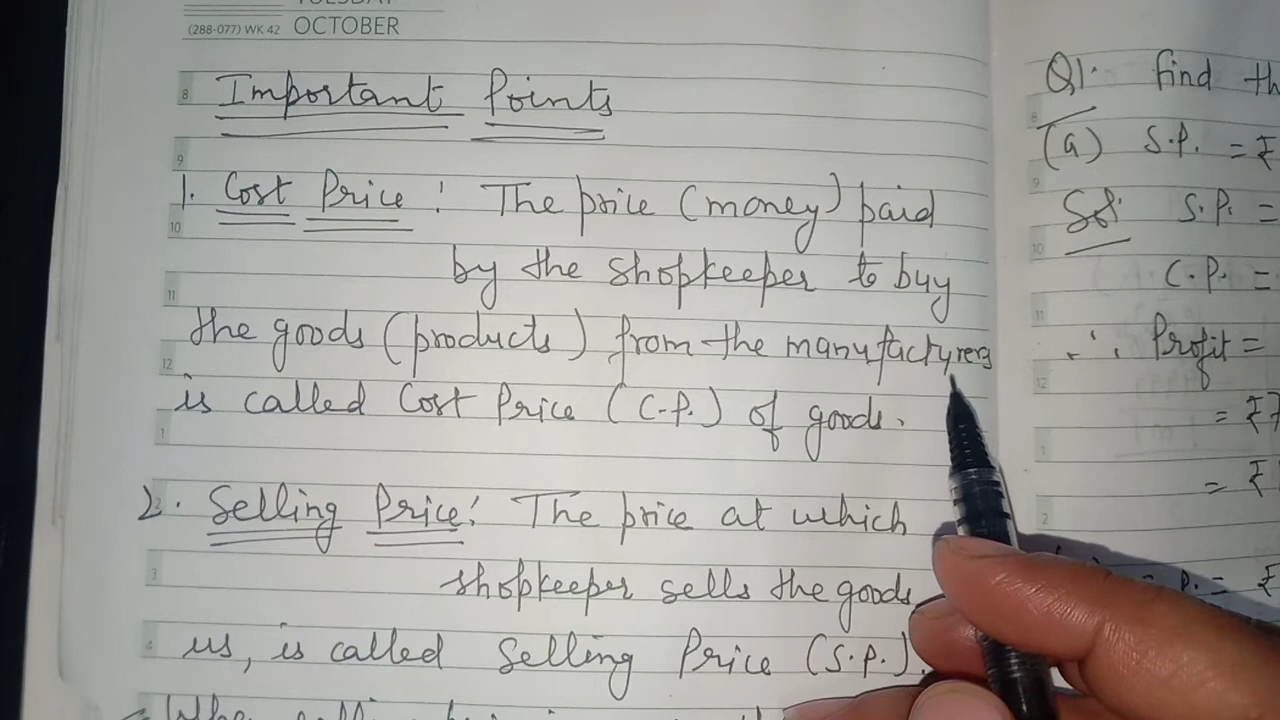 (288-077) WK 42 OCTOBER
Important Points
1. Cost Price : The price (money) paid
by the shopkeeper to buy
the goods (products) from the manufacturers
is called Cost Price (C.P.) of goods.
2. Selling Price : The price at which
shopkeeper sells the goods
us, is called Selling Price (S.P.).
Q1. Find th
(a) S.P. = ₹
Sol. S.P. =
C.P. =
∴ Profit =
= ₹7
= ₹